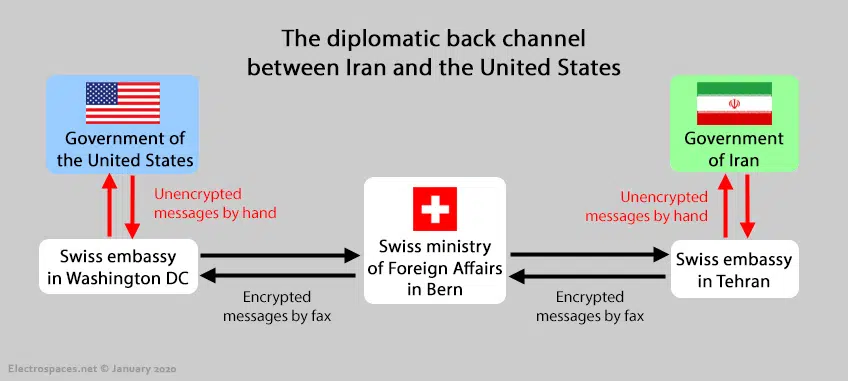 The diplomatic back channel
between Iran and the United States
Government of
the United States
Government
of Iran
Unencrypted
messages by hand
Unencrypted
messages by hand
Swiss embassy
in Washington DC
Swiss ministry
of Foreign Affairs
in Bern
Swiss embassy
in Tehran
Encrypted
messages by fax
Encrypted
messages by fax
Electrospaces.net © January 2020